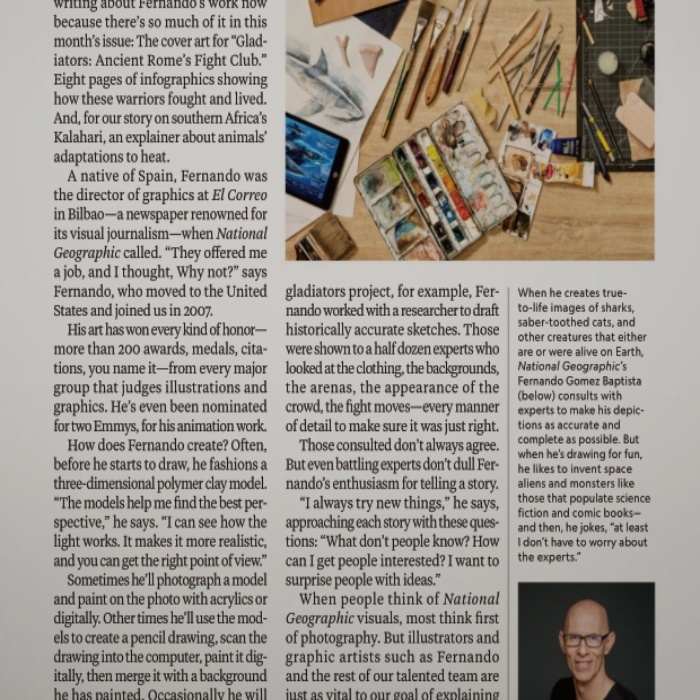 writing about Fernando's work now
because there's so much of it in this
month's issue: The cover art for "Glad-
iators: Ancient Rome's Fight Club."
Eight pages of infographics showing
how these warriors fought and lived.
And, for our story on southern Africa's
Kalahari, an explainer about animals'
adaptations to heat.
A native of Spain, Fernando was
the director of graphics at El Correo
in Bilbao—a newspaper renowned for
its visual journalism—when National
Geographic called. "They offered me
a job, and I thought, Why not?" says
Fernando, who moved to the United
States and joined us in 2007.
His art has won every kind of honor—
more than 200 awards, medals, cita-
tions, you name it—from every major
group that judges illustrations and
graphics. He's even been nominated
for two Emmys, for his animation work.
How does Fernando create? Often,
before he starts to draw, he fashions a
three-dimensional polymer clay model.
"The models help me find the best per-
spective," he says. "I can see how the
light works. It makes it more realistic,
and you can get the right point of view."
Sometimes he'll photograph a model
and paint on the photo with acrylics or
digitally. Other times he'll use the mod-
els to create a pencil drawing, scan the
drawing into the computer, paint it dig-
itally, then merge it with a background
he has painted. Occasionally he will
gladiators project, for example, Fer-
nando worked with a researcher to draft
historically accurate sketches. Those
were shown to a half dozen experts who
looked at the clothing, the backgrounds,
the arenas, the appearance of the
crowd, the fight moves—every manner
of detail to make sure it was just right.
Those consulted don't always agree.
But even battling experts don't dull Fer-
nando's enthusiasm for telling a story.
"I always try new things," he says,
approaching each story with these ques-
tions: "What don't people know? How
can I get people interested? I want to
surprise people with ideas."
When people think of National
Geographic visuals, most think first
of photography. But illustrators and
graphic artists such as Fernando
and the rest of our talented team are
just as vital to our goal of explaining
When he creates true-
to-life images of sharks,
saber-toothed cats, and
other creatures that either
are or were alive on Earth,
National Geographic's
Fernando Gomez Baptista
(below) consults with
experts to make his depic-
tions as accurate and
complete as possible. But
when he's drawing for fun,
he likes to invent space
aliens and monsters like
those that populate science
fiction and comic books—
and then, he jokes, "at least
I don't have to worry about
the experts."